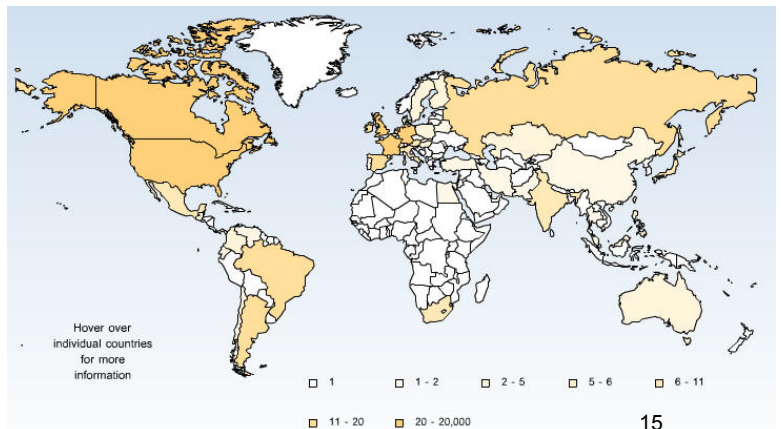 Hover over
individual countries
for more
information
1
1 - 2
2 - 5
5 - 6
6 - 11
11 - 20
20 - 20,000
15